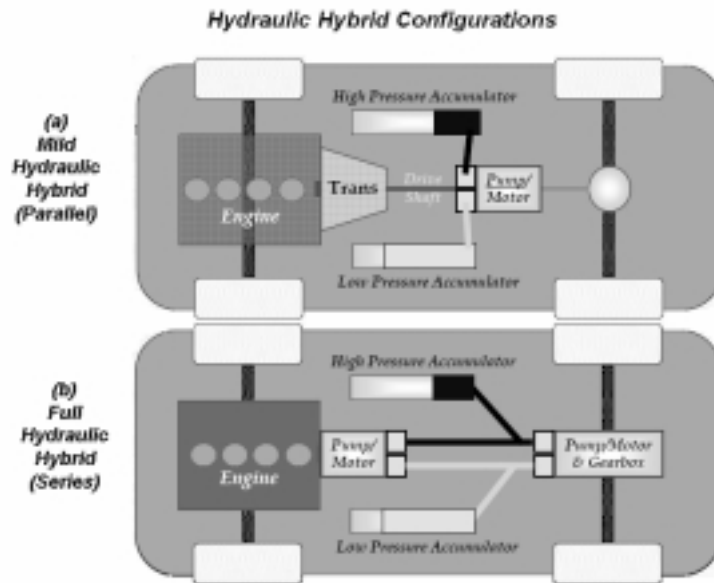 Hydraulic Hybrid Configurations
(a)
Mild
Hydraulic
Hybrid
(Parallel)
High Pressure Accumulator
Engine
Trans
Drive
Shaft
Pump/
Motor
Low Pressure Accumulator
(b)
Full
Hydraulic
Hybrid
(Series)
High Pressure Accumulator
Engine
Pump/
Motor
Pump/Motor
& Gearbox
Low Pressure Accumulator